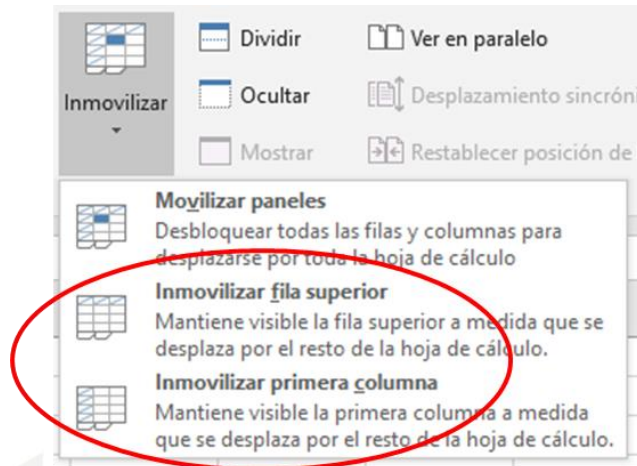 Inmovilizar
Dividir
Ocultar
Mostrar
Ver en paralelo
Desplazamiento sincróni
Restablecer posición de
Movilizar paneles
Desbloquear todas las filas y columnas para
desplazarse por toda la hoja de cálculo
Inmovilizar fila superior
Mantiene visible la fila superior a medida que se
desplaza por el resto de la hoja de cálculo.
Inmovilizar primera columna
Mantiene visible la primera columna a medida
que se desplaza por el resto de la hoja de cálculo.